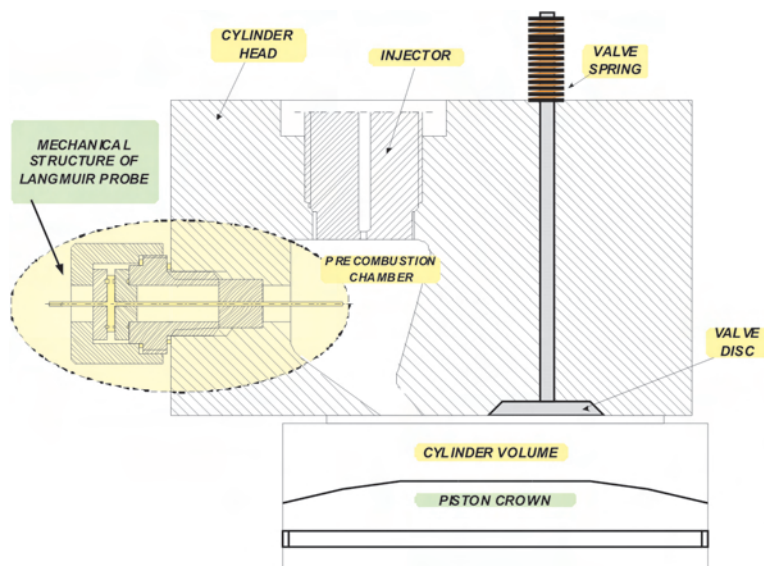 CYLINDER
HEAD
INJECTOR
VALVE
SPRING
MECHANICAL
STRUCTURE OF
LANGMUIR PROBE
PRECOMBUSTION
CHAMBER
VALVE
DISC
CYLINDER VOLUME
PISTON CROWN